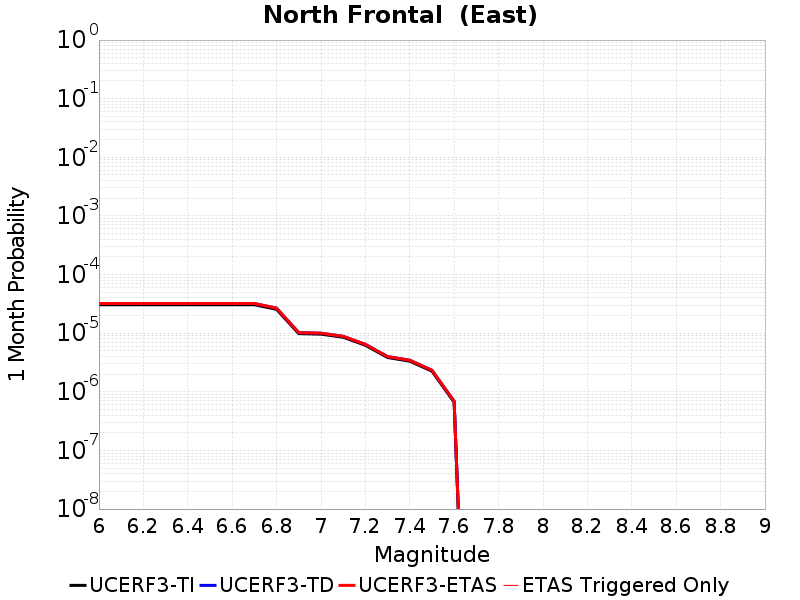 North Frontal  (East)
1 Month Probability
10^0
10^-1
10^-2
10^-3
10^-4
10^-5
10^-6
10^-7
10^-8
6 6.2 6.4 6.6 6.8 7 7.2 7.4 7.6 7.8 8 8.2 8.4 8.6 8.8 9
Magnitude
UCERF3-TI UCERF3-TD UCERF3-ETAS ETAS Triggered Only